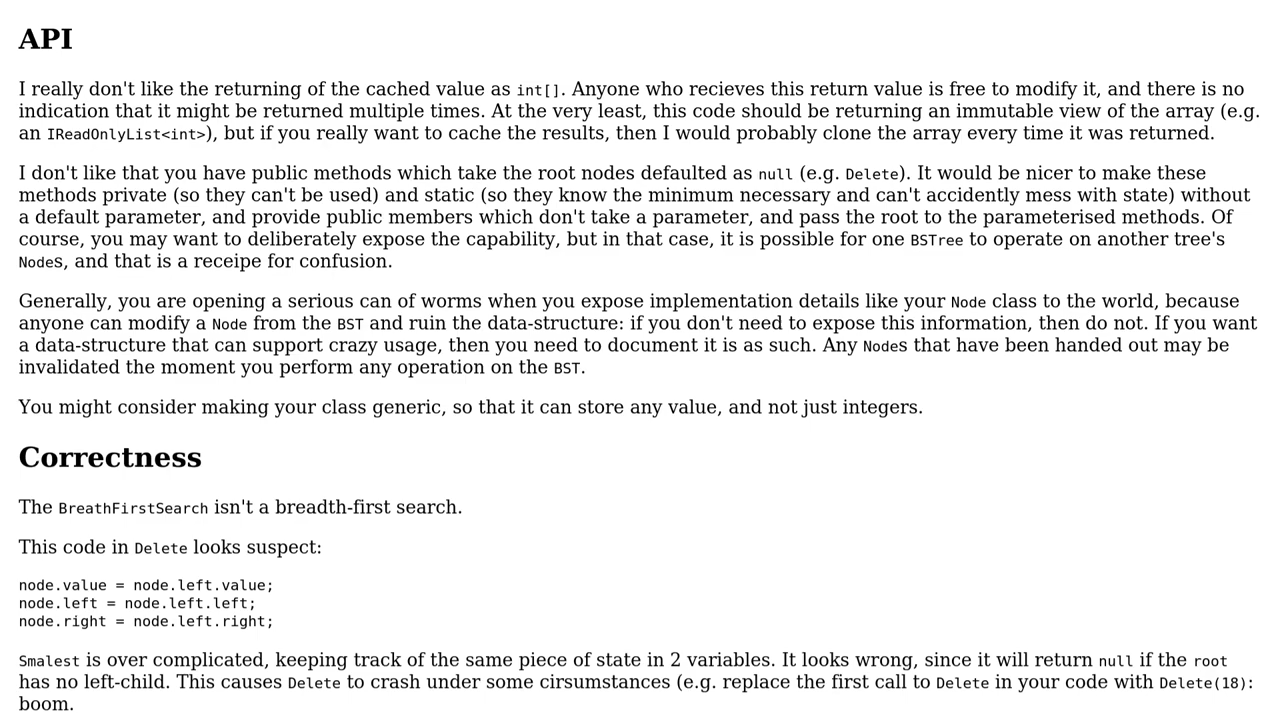 API
I really don't like the returning of the cached value as int[]. Anyone who recieves this return value is free to modify it, and there is no
indication that it might be returned multiple times. At the very least, this code should be returning an immutable view of the array (e.g.
an IReadOnlyList<int>), but if you really want to cache the results, then I would probably clone the array every time it was returned.
I don't like that you have public methods which take the root nodes defaulted as null (e.g. Delete). It would be nicer to make these
methods private (so they can't be used) and static (so they know the minimum necessary and can't accidently mess with state) without
a default parameter, and provide public members which don't take a parameter, and pass the root to the parameterised methods. Of
course, you may want to deliberately expose the capability, but in that case, it is possible for one BSTree to operate on another tree's
Nodes, and that is a receipe for confusion.
Generally, you are opening a serious can of worms when you expose implementation details like your Node class to the world, because
anyone can modify a Node from the BST and ruin the data-structure: if you don't need to expose this information, then do not. If you want
a data-structure that can support crazy usage, then you need to document it is as such. Any Nodes that have been handed out may be
invalidated the moment you perform any operation on the BST.
You might consider making your class generic, so that it can store any value, and not just integers.
Correctness
The BreathFirstSearch isn't a breadth-first search.
This code in Delete looks suspect:
node.value = node.left.value;
node.left = node.left.left;
node.right = node.left.right;
Smalest is over complicated, keeping track of the same piece of state in 2 variables. It looks wrong, since it will return null if the root
has no left-child. This causes Delete to crash under some cirsumstances (e.g. replace the first call to Delete in your code with Delete(18):
boom.